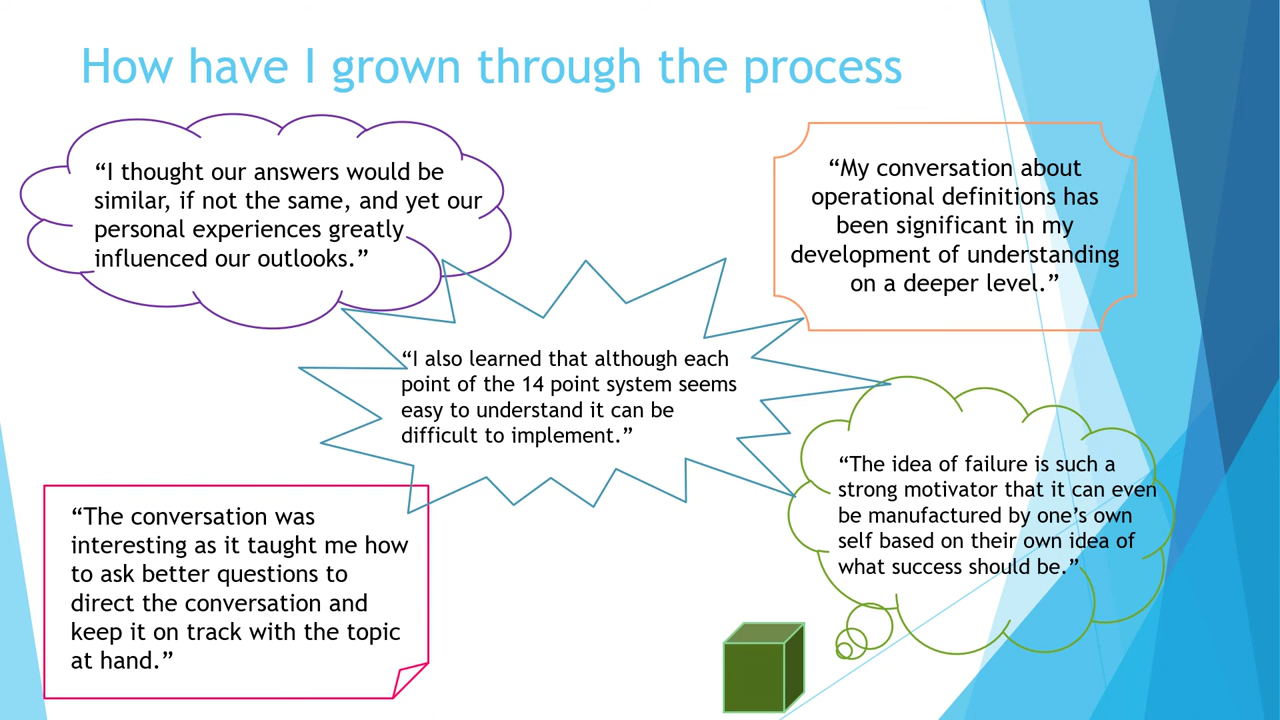 How have I grown through the process
“I thought our answers would be
similar, if not the same, and yet our
personal experiences greatly
influenced our outlooks.”
“My conversation about
operational definitions has
been significant in my
development of understanding
on a deeper level.”
“I also learned that although each
point of the 14 point system seems
easy to understand it can be
difficult to implement.”
“The idea of failure is such a
strong motivator that it can even
be manufactured by one’s own
self based on their own idea of
what success should be.”
“The conversation was
interesting as it taught me how
to ask better questions to
direct the conversation and
keep it on track with the topic
at hand.”